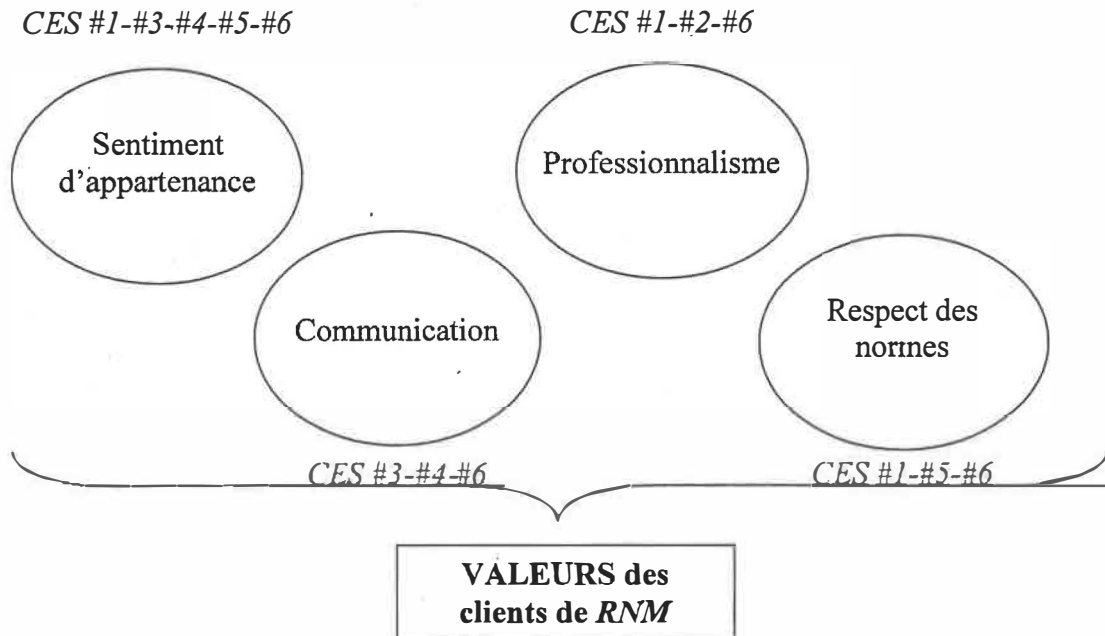 CES #1-#3-#4-#5-#6
CES #1-#2-#6
Sentiment
d'appartenance
Professionnalisme
Communication
Respect des
normes
CES #3-#4-#6
CES #1-#5-#6
VALEURS des
clients de RNM